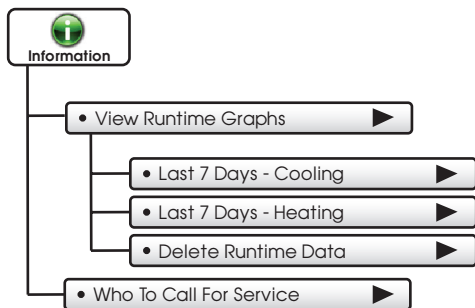 Information
• View Runtime Graphs
• Last 7 Days - Cooling
• Last 7 Days - Heating
• Delete Runtime Data
• Who To Call For Service